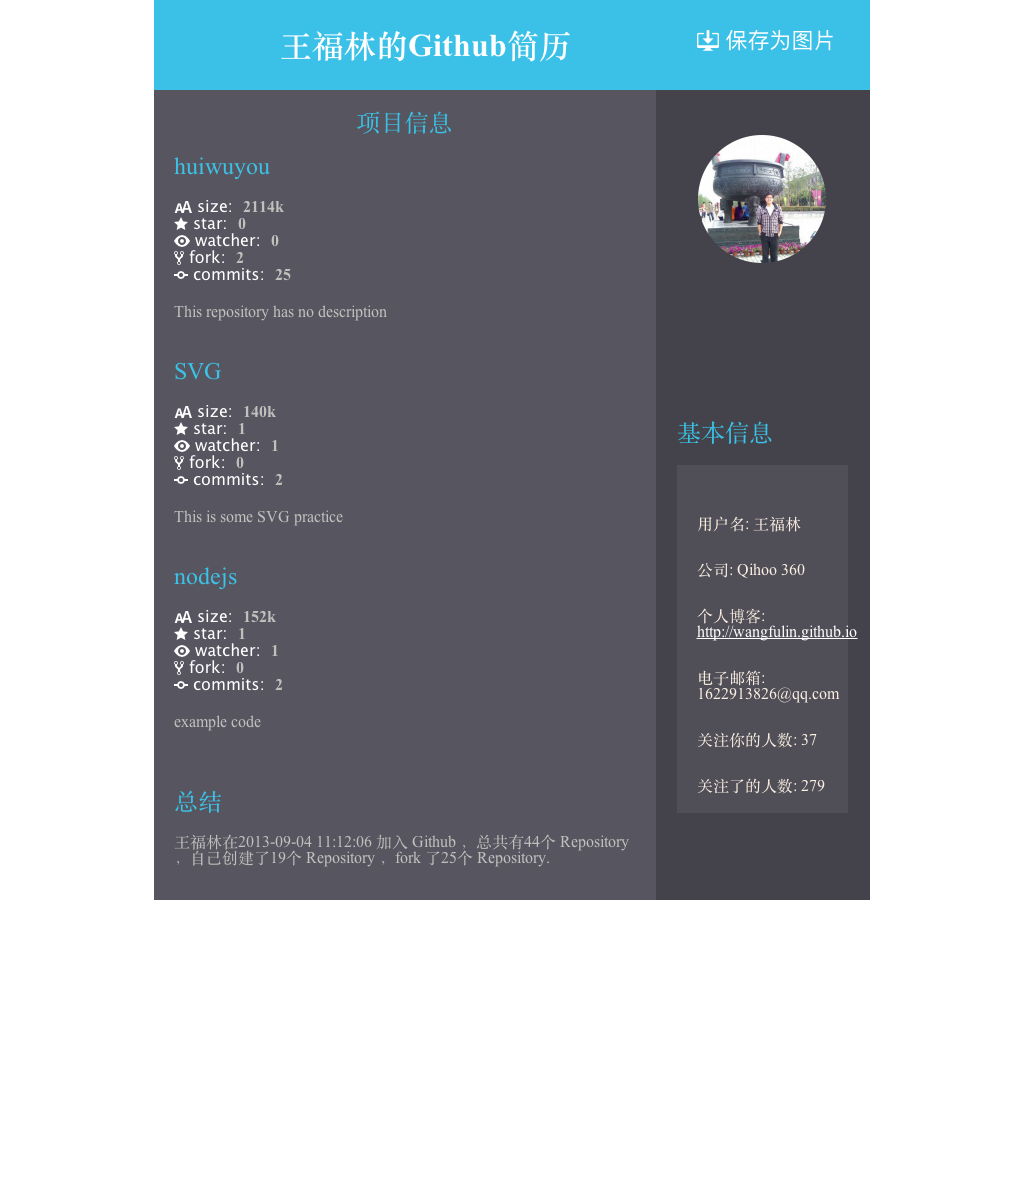 王福林的Github简历
保存为图片
项目信息
huiwuyou
size: 2114k
star: 0
watcher: 0
fork: 2
commits: 25
This repository has no description
SVG
size: 140k
star: 1
watcher: 1
fork: 0
commits: 2
This is some SVG practice
nodejs
size: 152k
star: 1
watcher: 1
fork: 0
commits: 2
example code
总结
王福林在2013-09-04 11:12:06 加入 Github ，总共有44个 Repository
，自己创建了19个 Repository ，fork 了25个 Repository.
基本信息
用户名: 王福林
公司: Qihoo 360
个人博客:
http://wangfulin.github.io
电子邮箱:
1622913826@qq.com
关注你的人数: 37
关注了的人数: 279